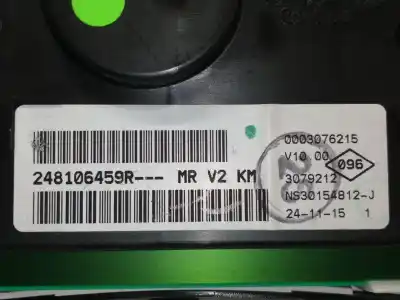 0003076215
V10 00
096
248106459R--- MR V2 KM
3079212
NS30154812-J
24-11-15 1